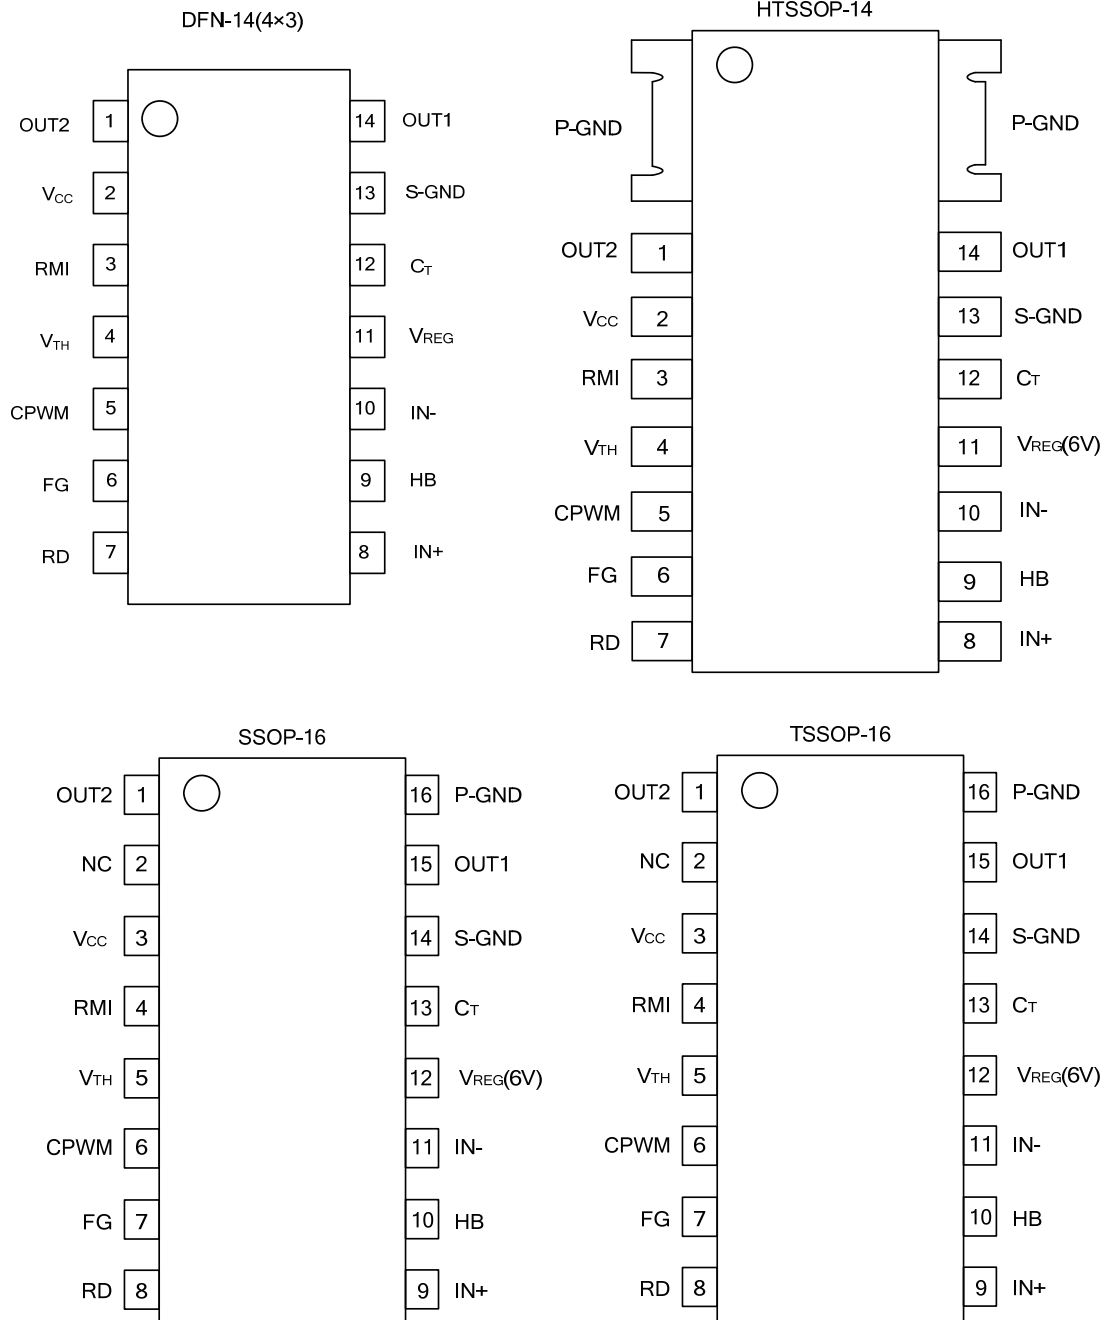 DFN-14(4×3)
OUT2 1 14 OUT1
VCC 2 13 S-GND
RMI 3 12 CT
VTH 4 11 VREG
CPWM 5 10 IN-
FG 6 9 HB
RD 7 8 IN+
HTSSOP-14
P-GND P-GND
OUT2 1 14 OUT1
VCC 2 13 S-GND
RMI 3 12 CT
VTH 4 11 VREG(6V)
CPWM 5 10 IN-
FG 6 9 HB
RD 7 8 IN+
SSOP-16
OUT2 1 16 P-GND
NC 2 15 OUT1
VCC 3 14 S-GND
RMI 4 13 CT
VTH 5 12 VREG(6V)
CPWM 6 11 IN-
FG 7 10 HB
RD 8 9 IN+
TSSOP-16
OUT2 1 16 P-GND
NC 2 15 OUT1
VCC 3 14 S-GND
RMI 4 13 CT
VTH 5 12 VREG(6V)
CPWM 6 11 IN-
FG 7 10 HB
RD 8 9 IN+